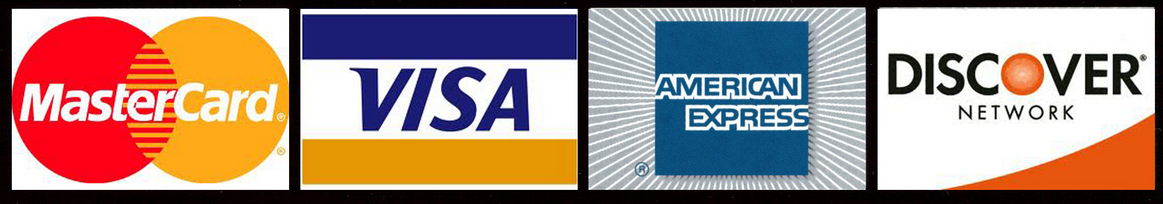 MasterCard®
®
VISA
AMERICAN
EXPRESS
®
DISCOVER®
NETWORK